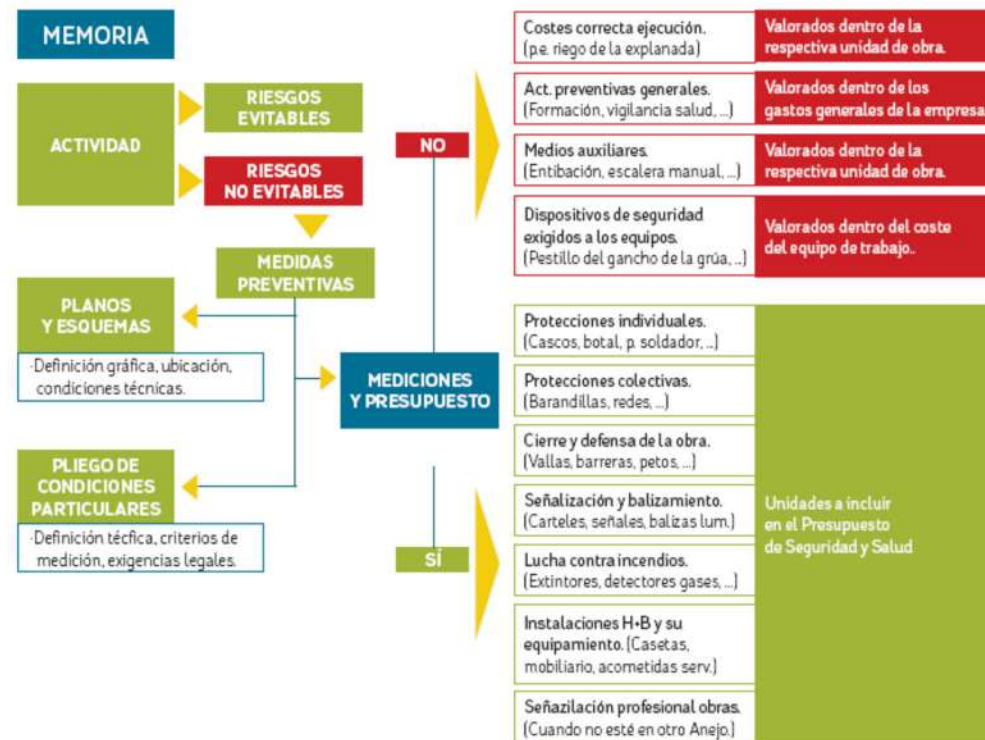 MEMORIA
ACTIVIDAD
RIESGOS
EVITABLES
RIESGOS
NO EVITABLES
MEDIDAS
PREVENTIVAS
PLANOS
Y ESQUEMAS
·Definición gráfica, ubicación,
condiciones técnicas.
PLIEGO DE
CONDICIONES
PARTICULARES
·Definición técfica, criterios de
medición, exigencias legales.
MEDICIONES
Y PRESUPUESTO
NO
Costes correcta ejecución.
(p.e. riego de la explanada)
Valorados dentro de la
respectiva unidad de obra.
Act. preventivas generales.
(Formación, vigilancia salud, ...)
Valorados dentro de los
gastos generales de la empresa
Medios auxiliares.
(Entibación, escalera manual, ...)
Valorados dentro de la
respectiva unidad de obra.
Dispositivos de seguridad
exigidos a los equipos.
(Pestillo del gancho de la grúa, ..)
Valorados dentro del coste
del equipo de trabajo..
SÍ
Protecciones individuales.
(Cascos, botal, p. soldador, ..)
Protecciones colectivas.
(Barandillas, redes, ...)
Cierre y defensa de la obra.
(Vallas, barreras, petos, ...)
Señalización y balizamiento.
(Carteles, señales, balizas lum.)
Lucha contra incendios.
(Extintores, detectores gases, ...)
Instalaciones H+B y su
equipamiento. (Casetas,
mobiliario, acometidas serv.)
Señazilación profesional obras.
(Cuando no esté en otro Anejo.)
Unidades a incluir
en el Presupuesto
de Seguridad y Salud